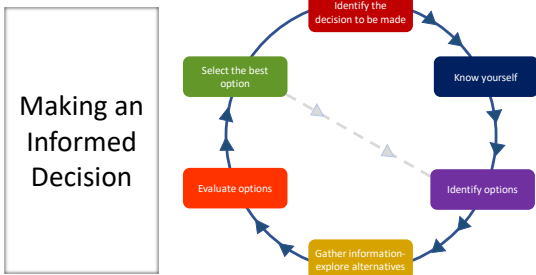 Making an
Informed
Decision
Identify the
decision to be made
Know yourself
Identify options
Gather information-
explore alternatives
Evaluate options
Select the best
option